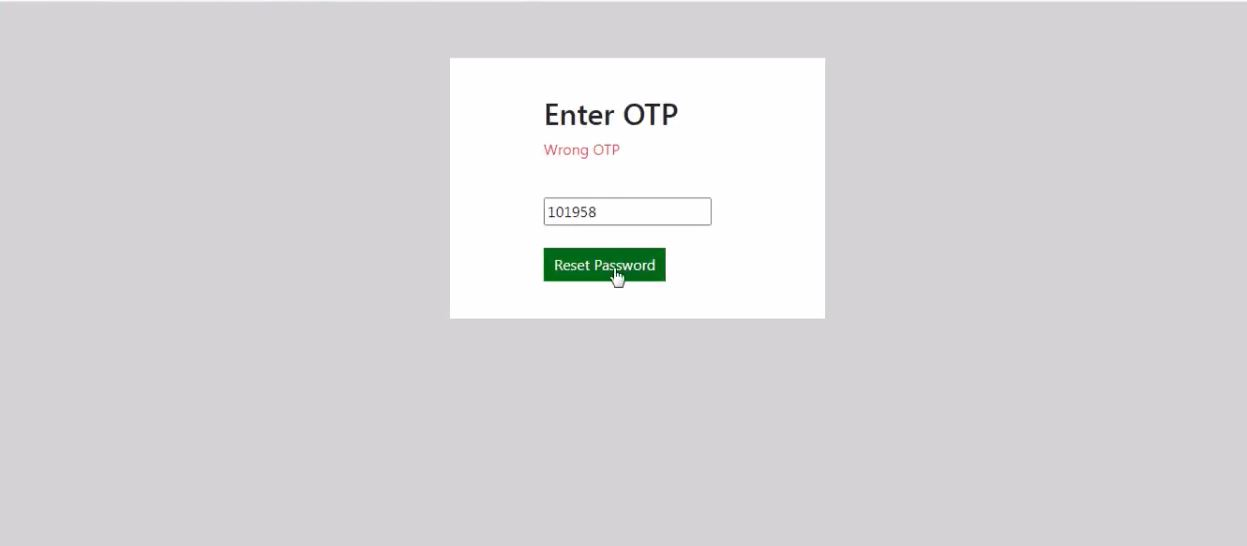 Enter OTP
Wrong OTP
101958
Reset Password